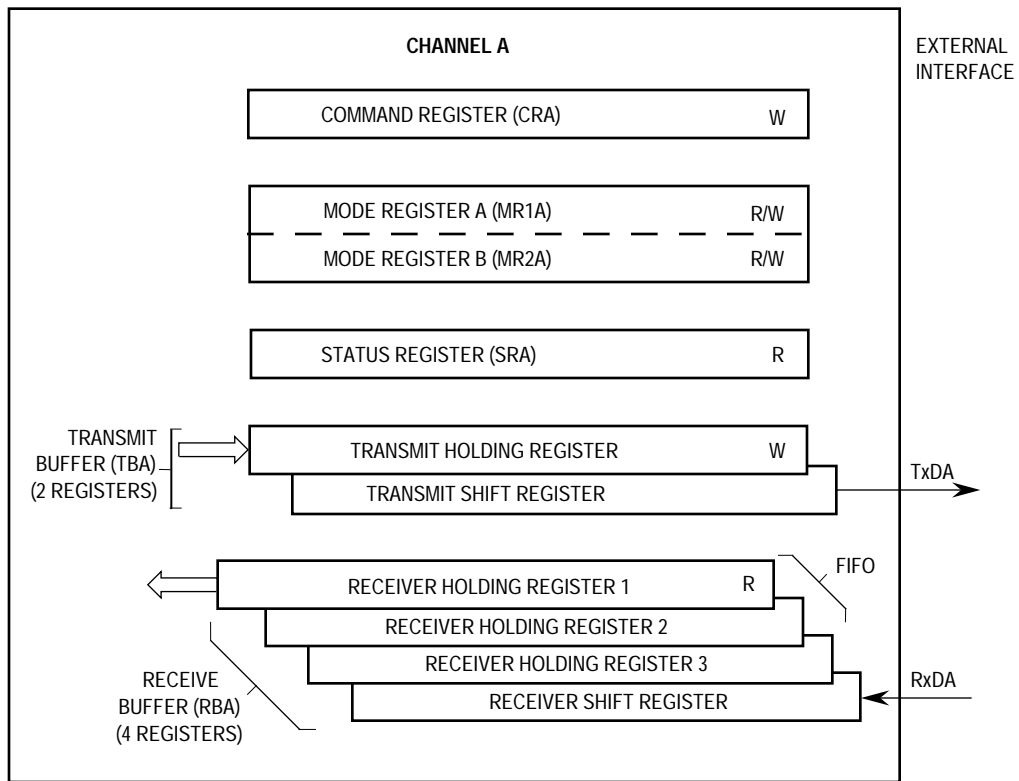 CHANNEL A
EXTERNAL
INTERFACE
COMMAND REGISTER (CRA) W
MODE REGISTER A (MR1A) R/W
MODE REGISTER B (MR2A) R/W
STATUS REGISTER (SRA) R
TRANSMIT
BUFFER (TBA)
(2 REGISTERS)
TRANSMIT HOLDING REGISTER W
TRANSMIT SHIFT REGISTER
TxDA
FIFO
RECEIVER HOLDING REGISTER 1 R
RECEIVER HOLDING REGISTER 2
RECEIVER HOLDING REGISTER 3
RECEIVER SHIFT REGISTER
RxDA
RECEIVE
BUFFER (RBA)
(4 REGISTERS)